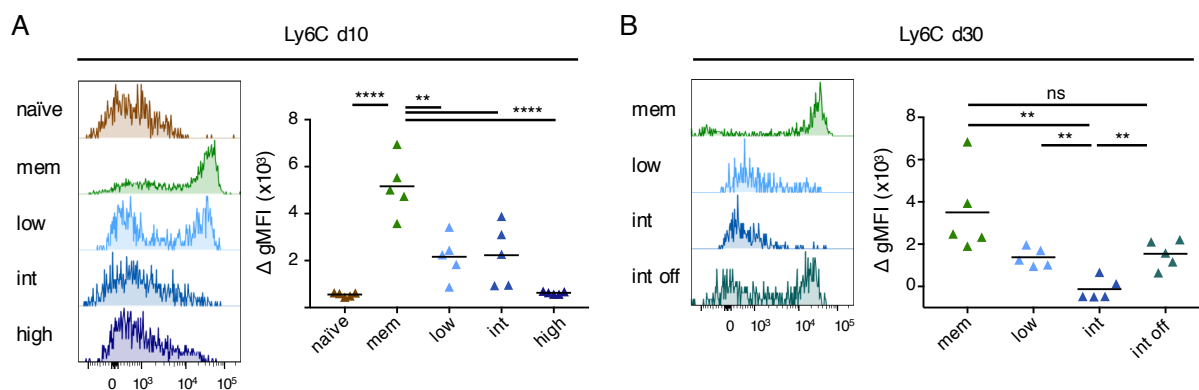 A
Ly6C d10
naïve
mem
low
int
high
0 10³ 10⁴ 10⁵
Δ gMFI (x10³)
8
6
4
2
**** ** ****
naïve mem low int high
B
Ly6C d30
mem
low
int
int off
0 10³ 10⁴ 10⁵
Δ gMFI (x10³)
8
6
4
2
0
ns
**
** **
mem low int int off